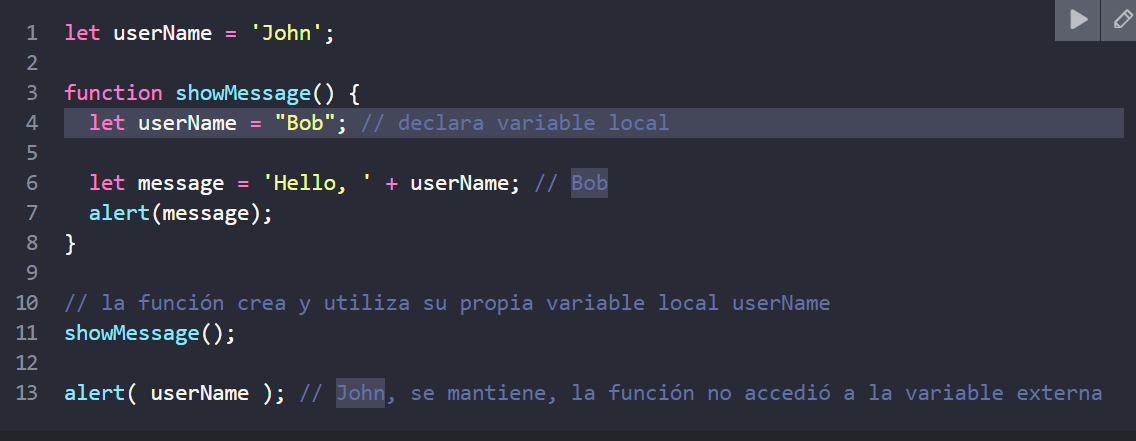 1 let userName = 'John';
2
3 function showMessage() {
4 let userName = "Bob"; // declara variable local
5
6 let message = 'Hello, ' + userName; // Bob
7 alert(message);
8 }
9
10 // la función crea y utiliza su propia variable local userName
11 showMessage();
12
13 alert( userName ); // John, se mantiene, la función no accedió a la variable externa